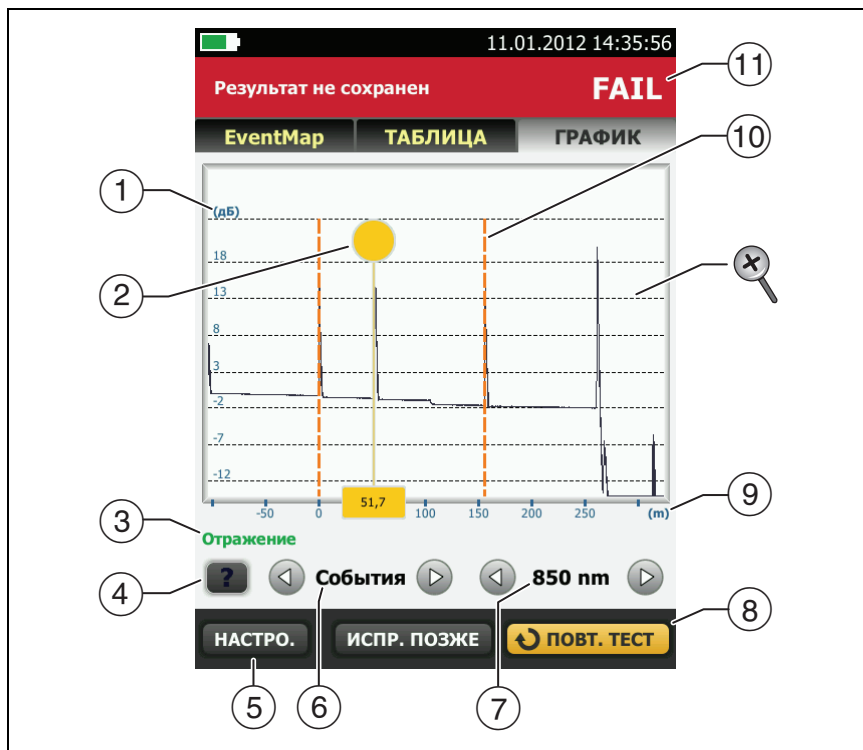 11.01.2012 14:35:56
Результат не сохранен FAIL
EventMap ТАБЛИЦА ГРАФИК
(дБ)
18
13
8
3
-2
-7
-12
51,7
-50 0 100 150 200 250 (m)
Отражение
? События 850 nm
НАСТРО. ИСПР. ПОЗЖЕ ПОВТ. ТЕСТ
1
2
3
4
5
6
7
8
9
10
11